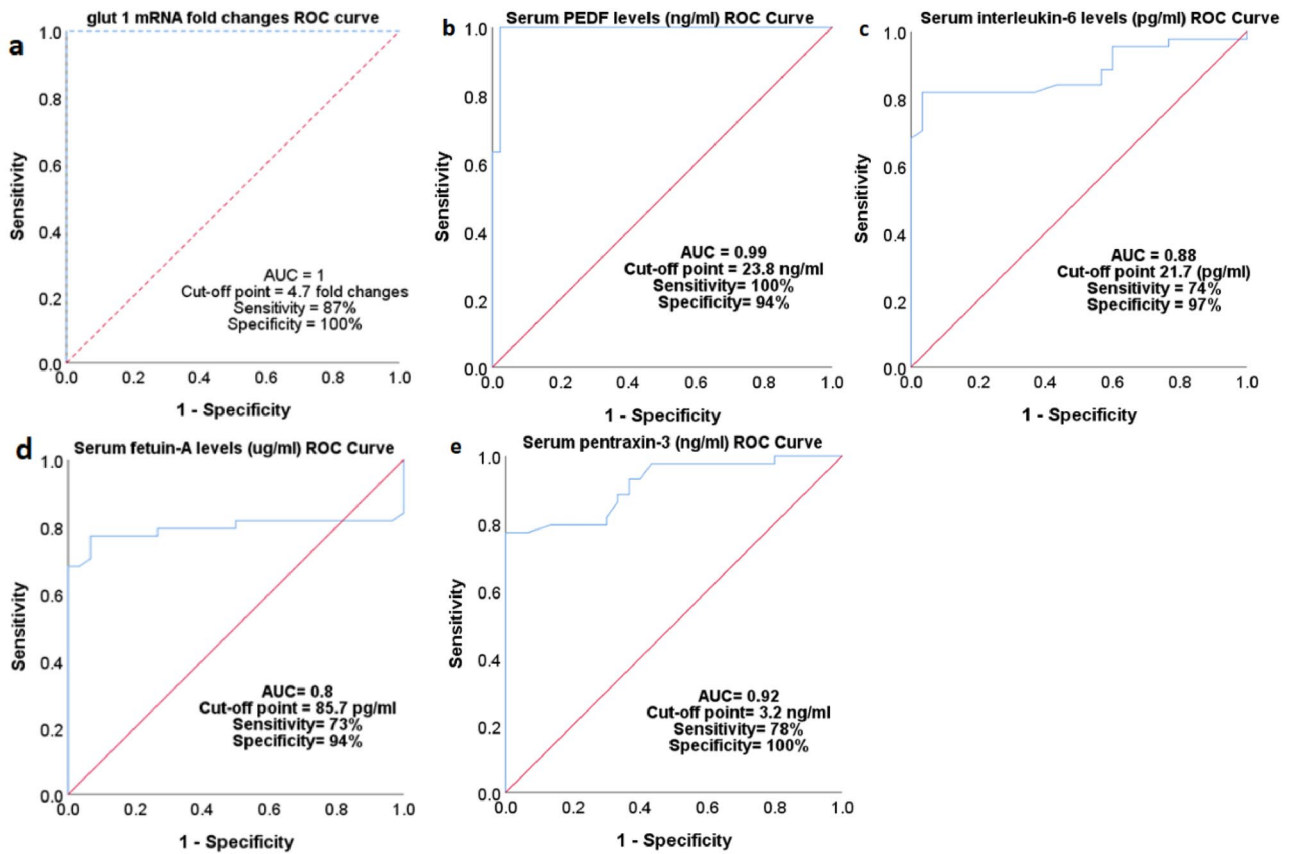 a
glut 1 mRNA fold changes ROC curve
1.0
0.8
0.6
0.4
0.2
0.0
Sensitivity
AUC = 1
Cut-off point = 4.7 fold changes
Sensitivity = 87%
Specificity = 100%
0.0 0.2 0.4 0.6 0.8 1.0
1 - Specificity
b
Serum PEDF levels (ng/ml) ROC Curve
1.0
0.8
0.6
0.4
0.2
0.0
Sensitivity
AUC = 0.99
Cut-off point = 23.8 ng/ml
Sensitivity = 100%
Specificity = 94%
0.0 0.2 0.4 0.6 0.8 1.0
1 - Specificity
c
Serum interleukin-6 levels (pg/ml) ROC Curve
1.0
0.8
0.6
0.4
0.2
0.0
Sensitivity
AUC = 0.88
Cut-off point 21.7 (pg/ml)
Sensitivity = 74%
Specificity = 97%
0.0 0.2 0.4 0.6 0.8 1.0
1 - Specificity
d
Serum fetuin-A levels (ug/ml) ROC Curve
1.0
0.8
0.6
0.4
0.2
0.0
Sensitivity
AUC= 0.8
Cut-off point = 85.7 pg/ml
Sensitivity= 73%
Specificity= 94%
0.0 0.2 0.4 0.6 0.8 1.0
1 - Specificity
e
Serum pentraxin-3 (ng/ml) ROC Curve
1.0
0.8
0.6
0.4
0.2
0.0
Sensitivity
AUC= 0.92
Cut-off point= 3.2 ng/ml
Sensitivity= 78%
Specificity= 100%
0.0 0.2 0.4 0.6 0.8 1.0
1 - Specificity